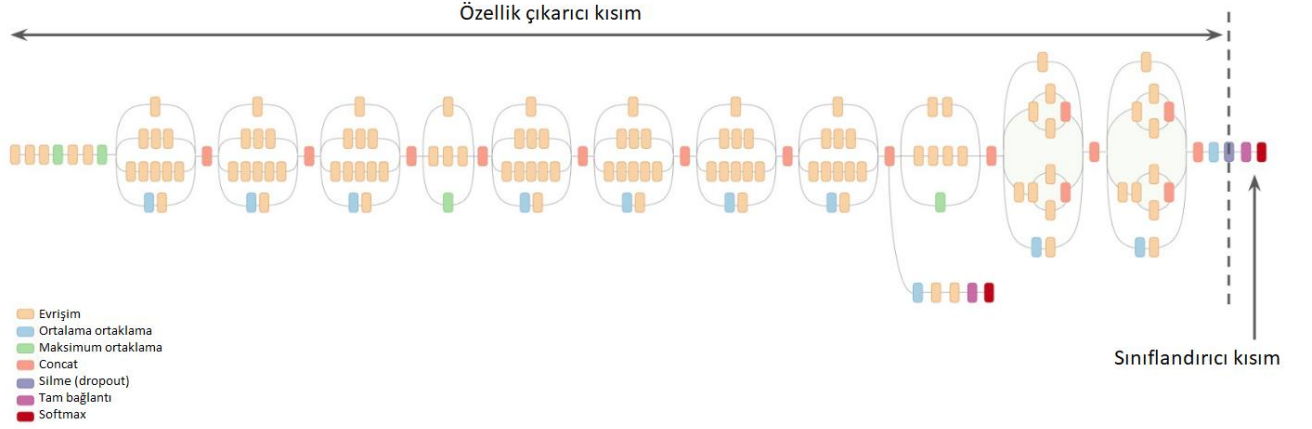 Özellik çıkarıcı kısım
Evrişim
Ortalama ortaklama
Maksimum ortaklama
Concat
Silme (dropout)
Tam bağlantı
Softmax
Sınıflandırıcı kısım